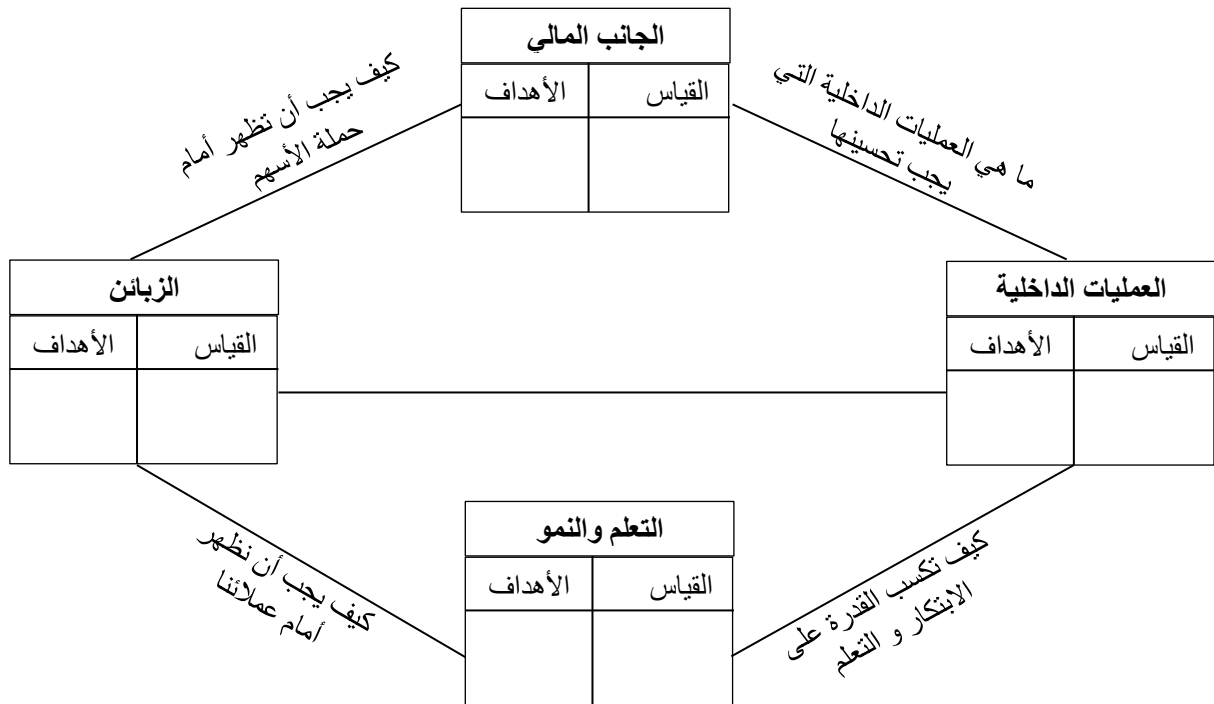 الجانب المالي
القياس
الأهداف
ما هي العمليات الداخلية التي
يجب تحسينها
كيف يجب أن تظهر أمام
حملة الأسهم
العمليات الداخلية
القياس
الأهداف
الزبائن
القياس
الأهداف
التعلم والنمو
القياس
الأهداف
كيف تكسب القدرة على
الابتكار و التعلم
كيف يجب أن نظهر
أمام عملائنا